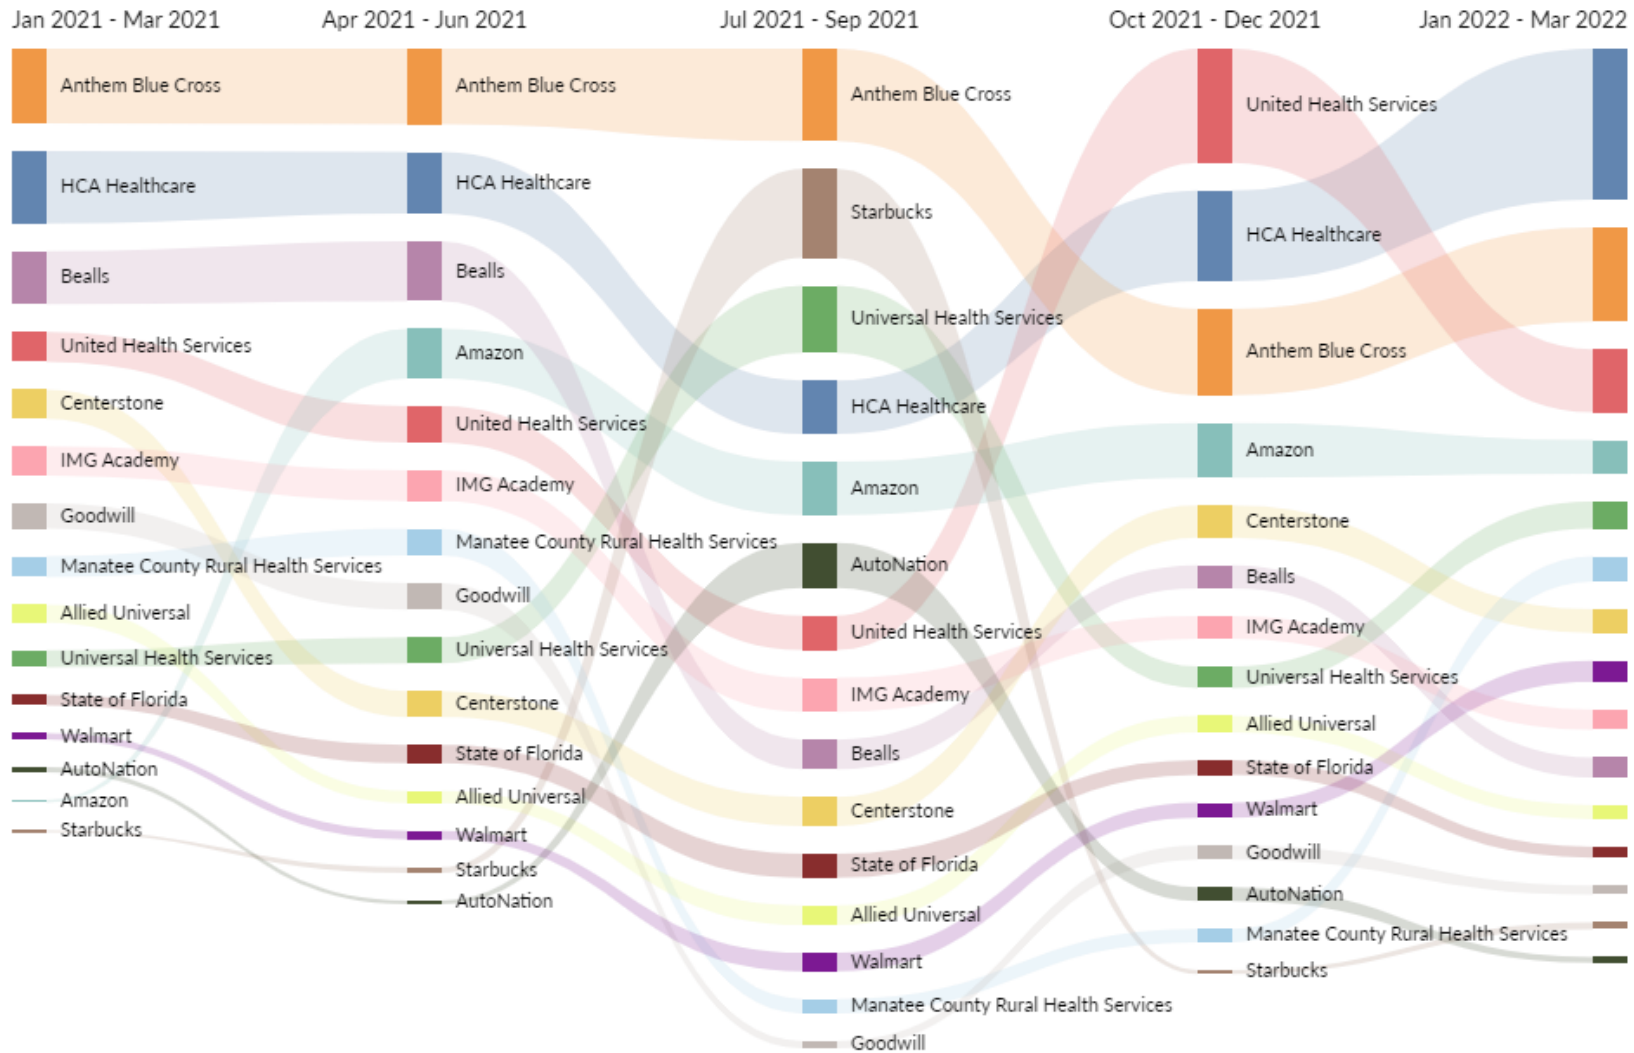 Jan 2021 - Mar 2021
Apr 2021 - Jun 2021
Jul 2021 - Sep 2021
Oct 2021 - Dec 2021
Jan 2022 - Mar 2022
Anthem Blue Cross
HCA Healthcare
Bealls
United Health Services
Centerstone
IMG Academy
Goodwill
Manatee County Rural Health Services
Allied Universal
Universal Health Services
State of Florida
Walmart
AutoNation
Amazon
Starbucks
Anthem Blue Cross
HCA Healthcare
Bealls
Amazon
United Health Services
IMG Academy
Manatee County Rural Health Services
Goodwill
Universal Health Services
Centerstone
State of Florida
Allied Universal
Walmart
Starbucks
AutoNation
Anthem Blue Cross
Starbucks
Universal Health Services
HCA Healthcare
Amazon
AutoNation
United Health Services
IMG Academy
Bealls
Centerstone
State of Florida
Allied Universal
Walmart
Manatee County Rural Health Services
Goodwill
United Health Services
HCA Healthcare
Anthem Blue Cross
Amazon
Centerstone
Bealls
IMG Academy
Universal Health Services
Allied Universal
State of Florida
Walmart
Goodwill
AutoNation
Manatee County Rural Health Services
Starbucks